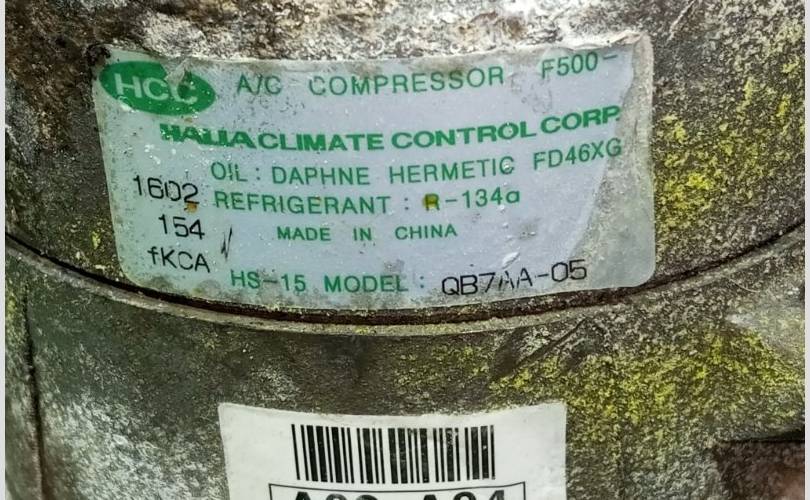 HCC A/C COMPRESSOR F500-
CLIMATE CONTROL CORP.
OIL : DAPHNE HERMETIC FD46XG
1602 REFRIGERANT : R-134a
154 MADE IN CHINA
fKCA
HS-15 MODEL : QB7AA-05